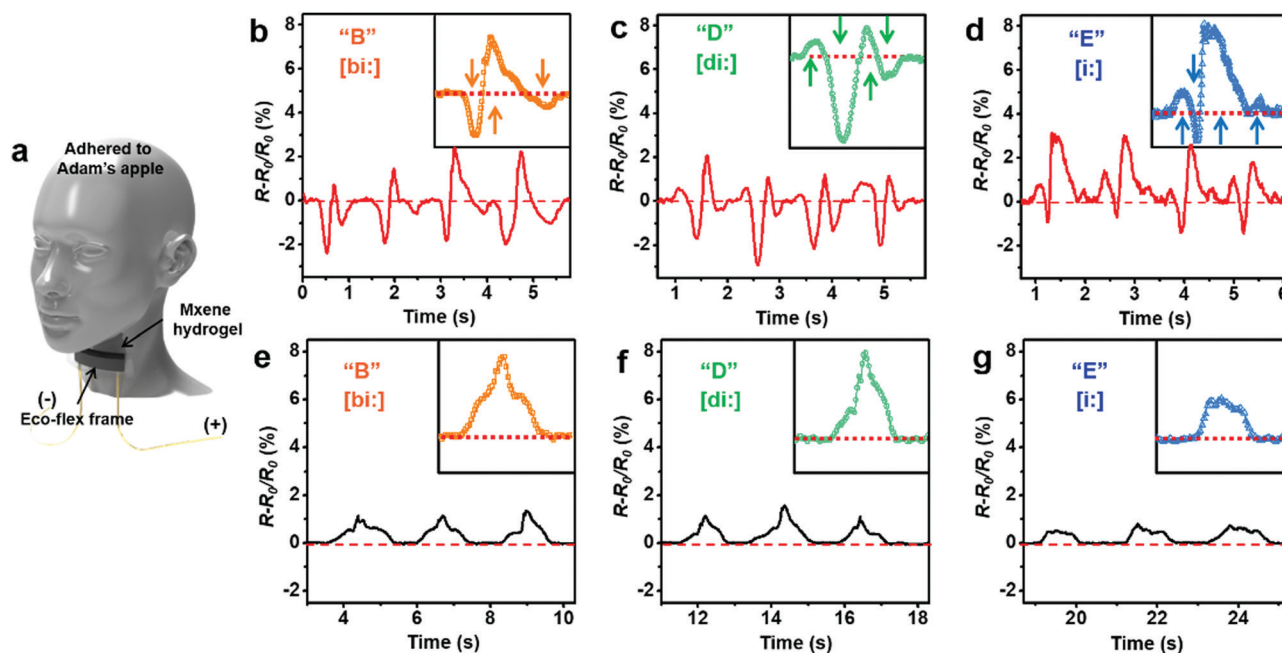 a
Adhered to
Adam's apple
Mxene
hydrogel
(-)
Eco-flex frame
(+)
b
"B"
[bi:]
R-R0/R0 (%)
8
6
4
2
0
-2
0 1 2 3 4 5
Time (s)
c
"D"
[di:]
R-R0/R0 (%)
8
6
4
2
0
-2
1 2 3 4 5
Time (s)
d
"E"
[i:]
R-R0/R0 (%)
8
6
4
2
0
-2
1 2 3 4 5 6
Time (s)
e
"B"
[bi:]
R-R0/R0 (%)
8
6
4
2
0
-2
4 6 8 10
Time (s)
f
"D"
[di:]
R-R0/R0 (%)
8
6
4
2
0
-2
12 14 16 18
Time (s)
g
"E"
[i:]
R-R0/R0 (%)
8
6
4
2
0
-2
20 22 24
Time (s)